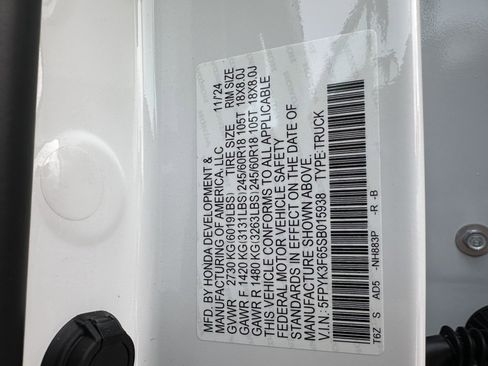 MFD. BY HONDA DEVELOPMENT & 11/'24
MANUFACTURING OF AMERICA, LLC
GVWR 2730 KG(6019LBS) TIRE SIZE RIM SIZE
GAWR F 1420 KG(3131LBS)245/60R18 105T 18X8.0J
GAWR R 1480 KG(3263LBS)245/60R18 105T 18X8.0J
THIS VEHICLE CONFORMS TO ALL APPLICABLE
FEDERAL MOTOR VEHICLE SAFETY
STANDARDS IN EFFECT ON THE DATE OF
MANUFACTURE SHOWN ABOVE.
V.I.N.: 5FPYK3F65SB015938 TYPE:TRUCK
T6Z S AD5 -NH883P -R -B